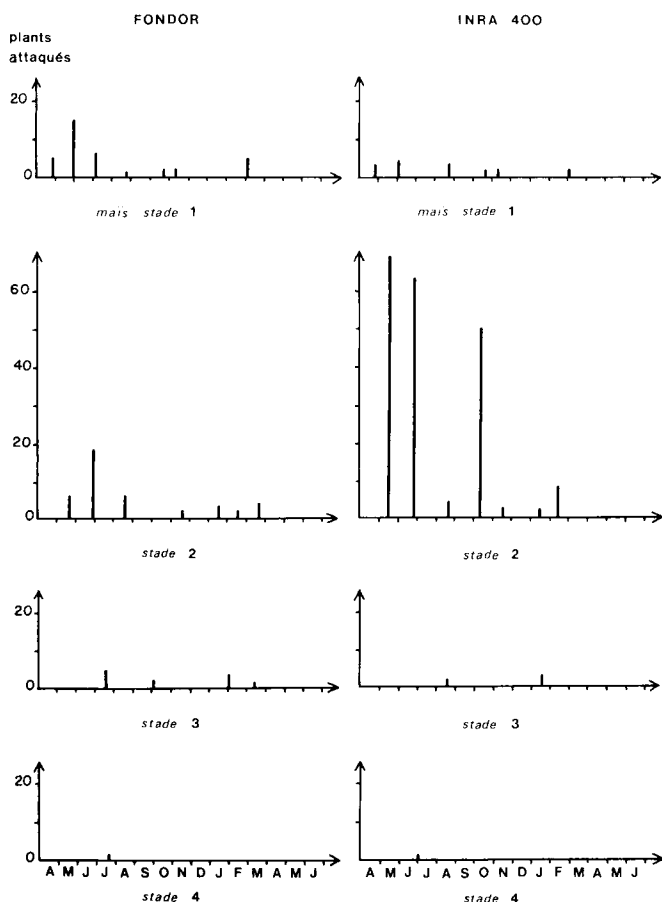 FONDOR INRA 400
plants
attaqués
20
0
maïs stade 1 maïs stade 1
60
40
20
0
stade 2 stade 2
20
0
stade 3 stade 3
20
0
A M J J A S O N D J F M A M J A M J J A S O N D J F M A M J
stade 4 stade 4